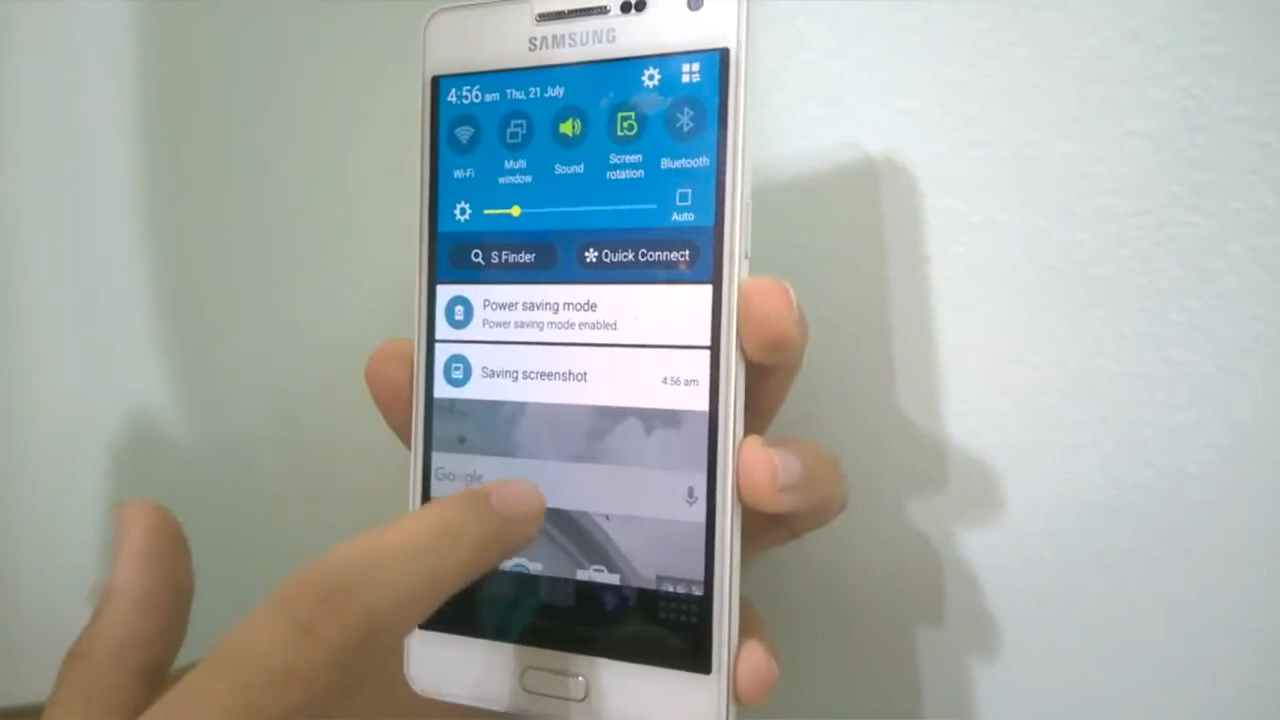 SAMSUNG
4:56 am Thu, 21 July
Wi-Fi
Multi window
Sound
Screen rotation
Bluetooth
Auto
S Finder
Quick Connect
Power saving mode
Power saving mode enabled.
Saving screenshot
4:56 am
Google